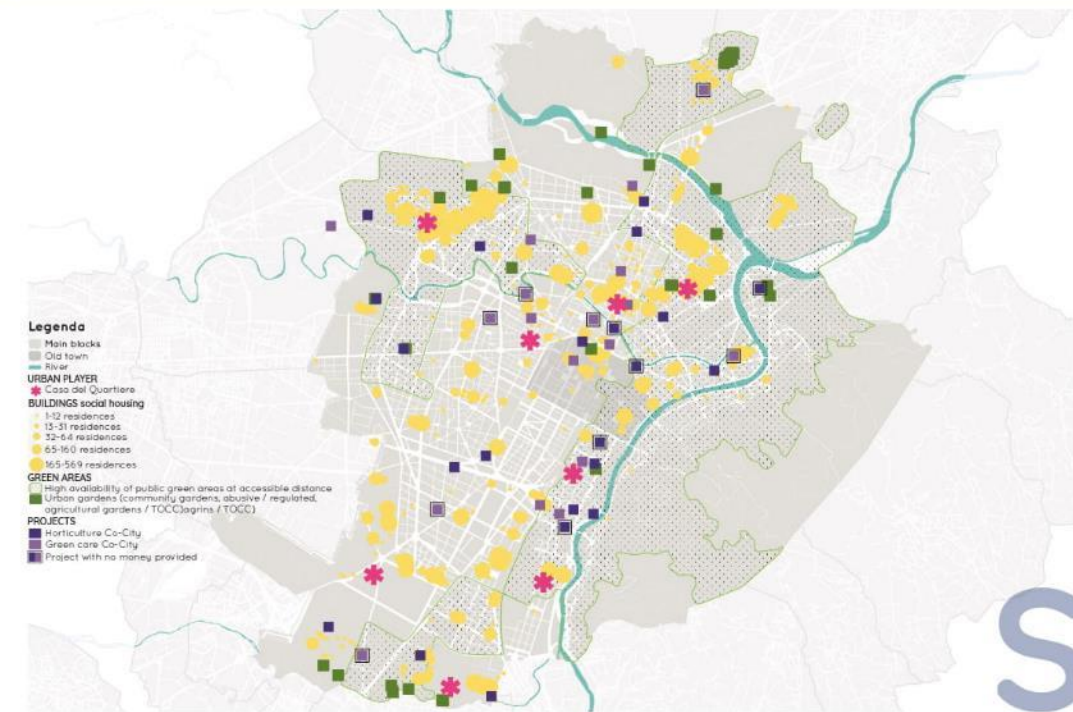 Legenda
Main blocks
Old town
River
URBAN PLAYER
Casa del Quartiere
BUILDINGS social housing
1-12 residences
13-31 residences
32-64 residences
65-160 residences
165-569 residences
GREEN AREAS
High availability of public green areas at accessible distance
Urban gardens (community gardens, abusive / regulated,
agricultural gardens / TOCC)agrins / TOCC)
PROJECTS
Horticulture Co-City
Green care Co-City
Project with no money provided
S